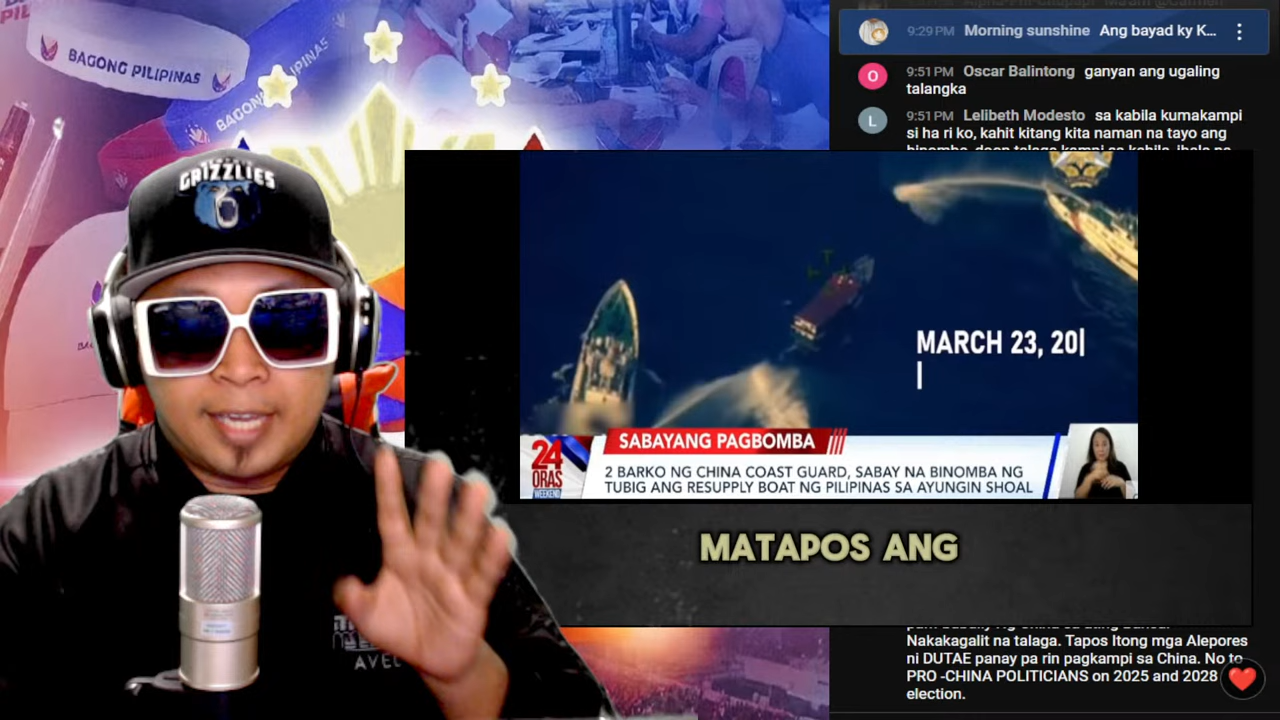 BAGONG PILIPINAS
BAGONG
PILIPINAS
GRIZZLIES
9:29 PM Morning sunshine Ang bayad ky K...
O
9:51 PM Oscar Balintong ganyan ang ugaling
talangka
L
9:51 PM Lelibeth Modesto sa kabila kumakampi
si ha ri ko, kahit kitang kita naman na tayo ang
MARCH 23, 20
SABAYANG PAGBOMBA
24
ORAS
WEEKEND
2 BARKO NG CHINA COAST GUARD, SABAY NA BINOMBA NG
TUBIG ANG RESUPPLY BOAT NG PILIPINAS SA AYUNGIN SHOAL
MATAPOS ANG
AVEL
Nakakagalit na talaga. Tapos Itong mga Alepores
ni DUTAE panay pa rin pagkampi sa China. No to
PRO -CHINA POLITICIANS on 2025 and 2028
election.